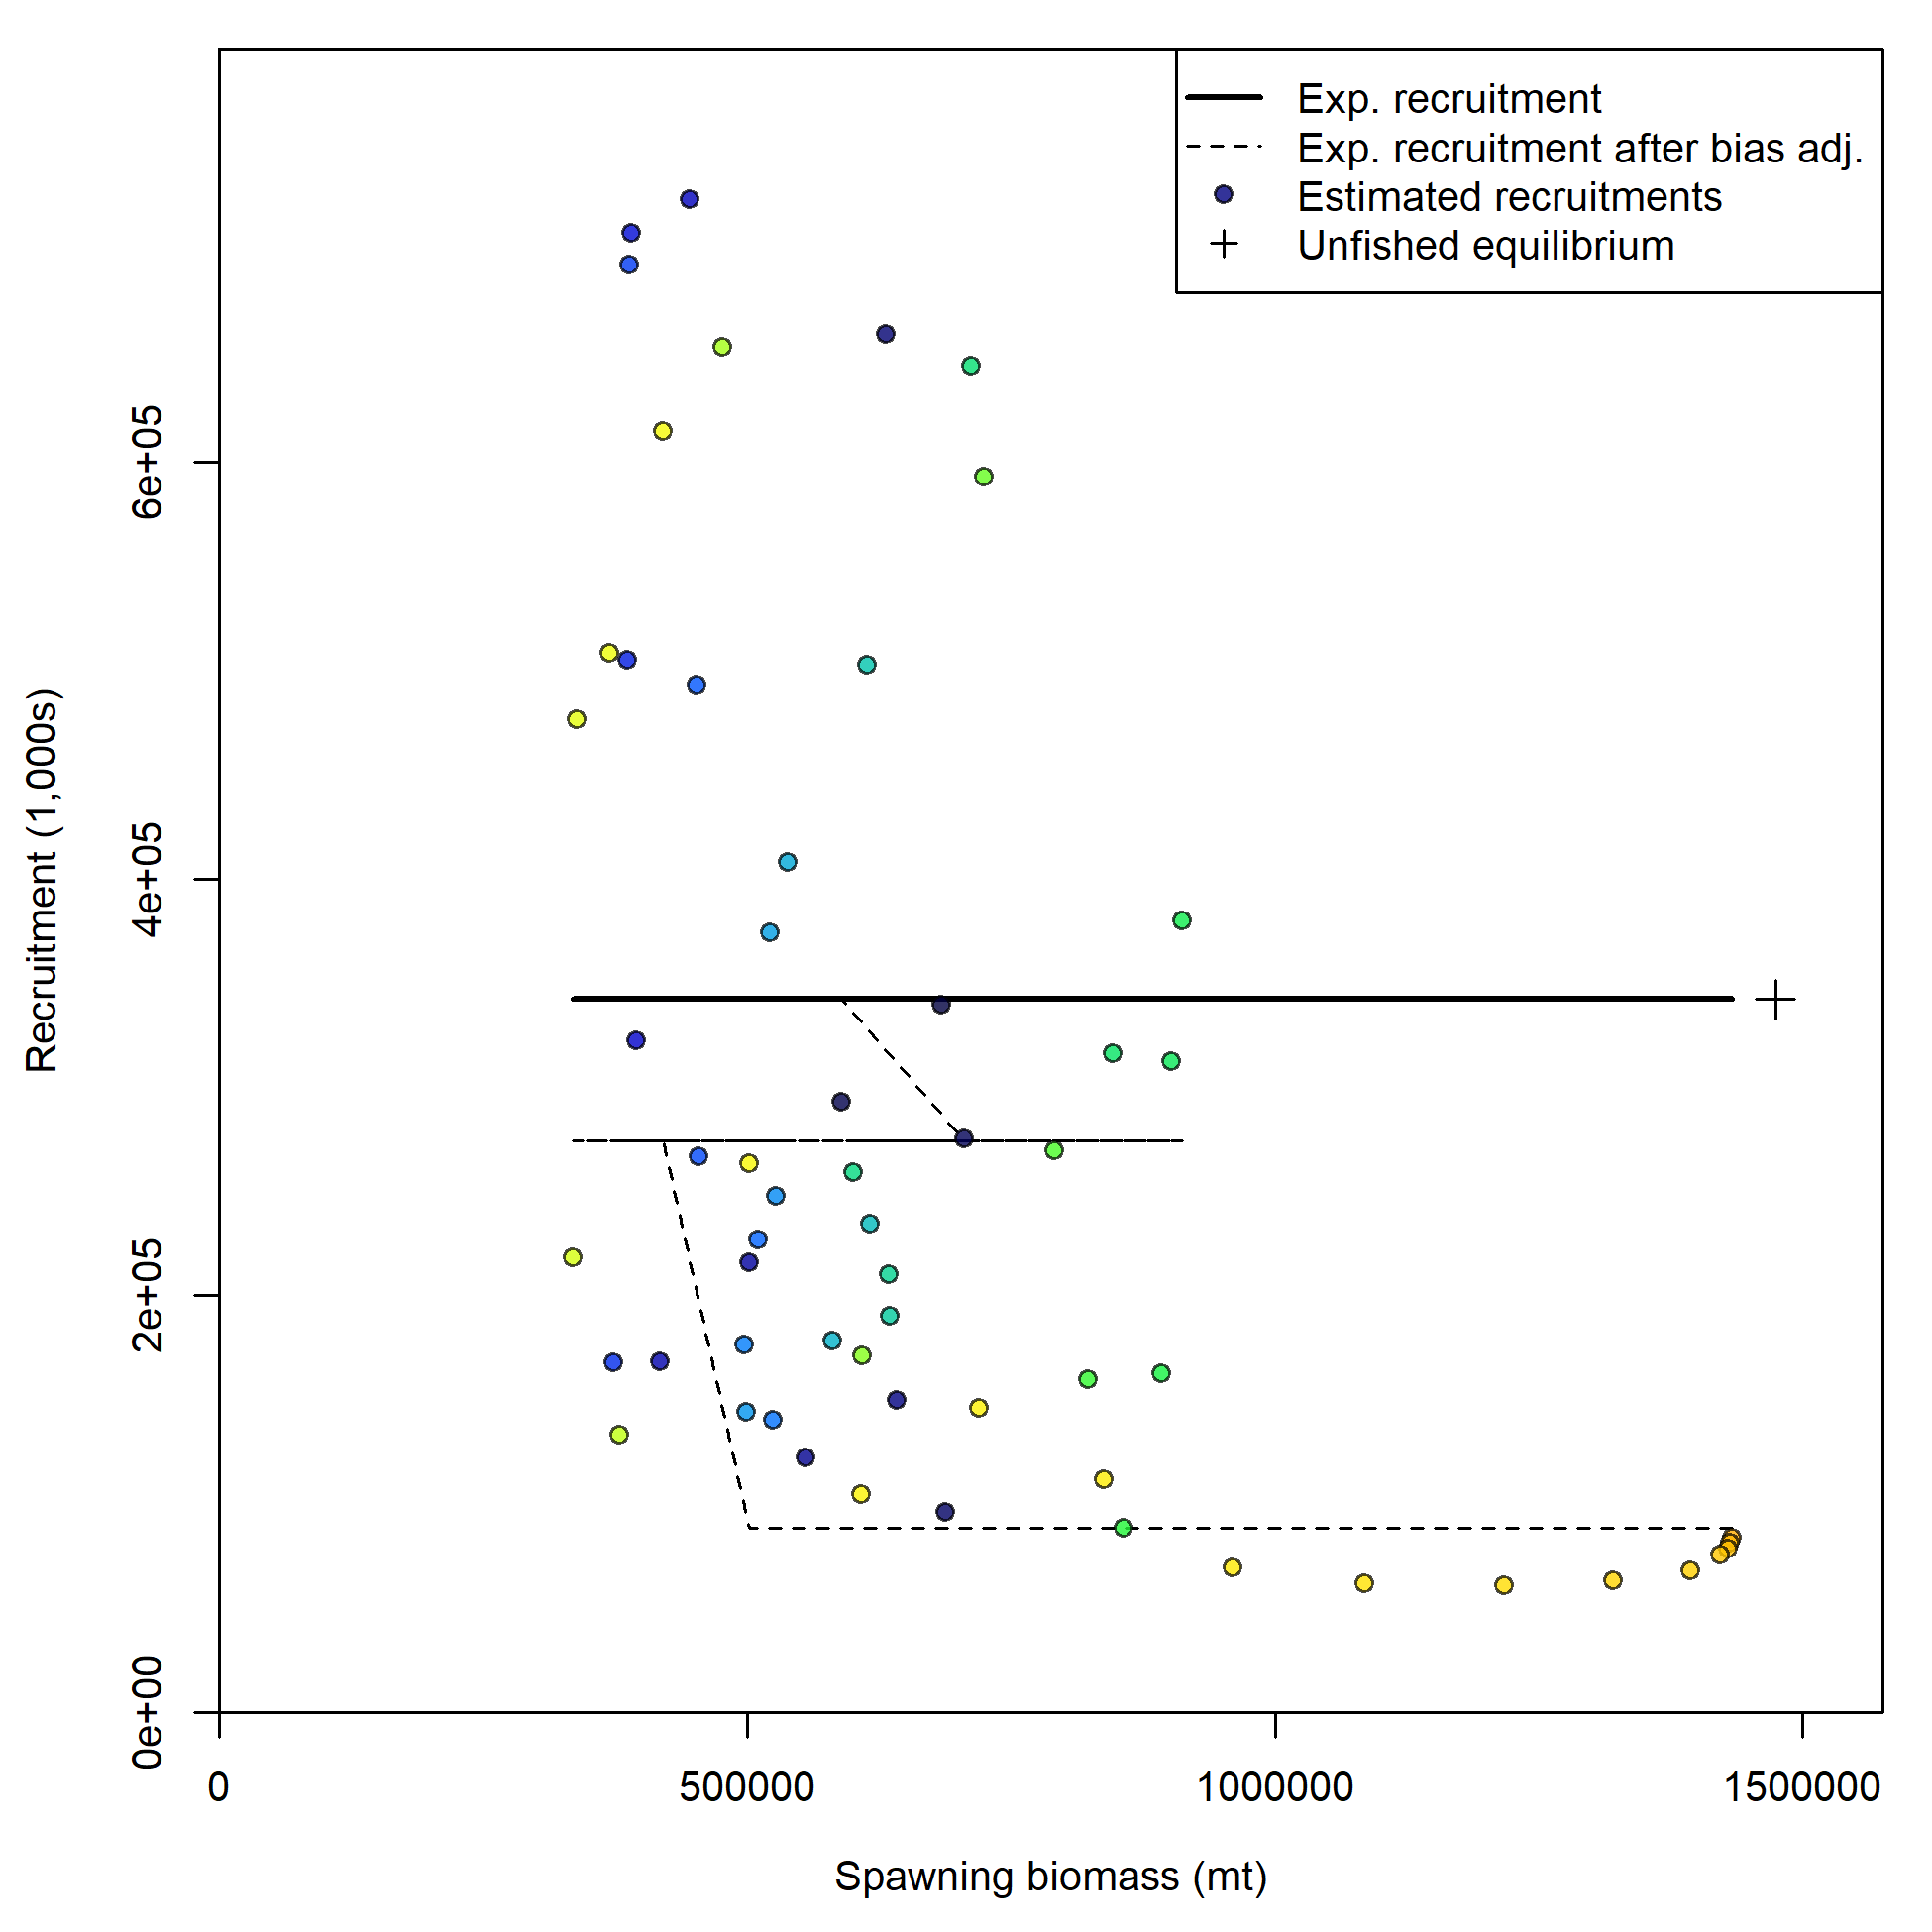 Exp. recruitment
Exp. recruitment after bias adj.
Estimated recruitments
Unfished equilibrium
Recruitment (1,000s)
6e+05
4e+05
2e+05
0e+00
0
500000
1000000
1500000
Spawning biomass (mt)